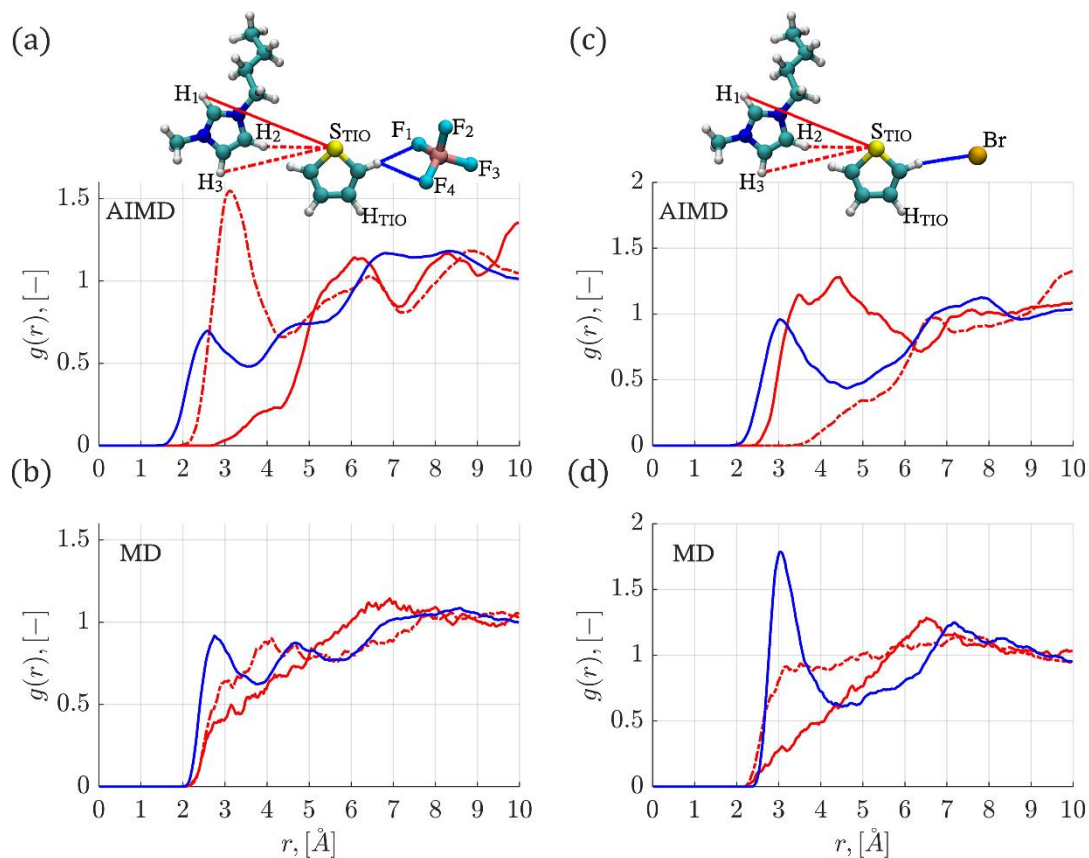 (a)
H1
H2
H3
STIO
HTIO
F1
F2
F3
F4
AIMD
1.5
1
0.5
0
g(r), [−]
0 1 2 3 4 5 6 7 8 9 10
(b)
MD
1.5
1
0.5
0
g(r), [−]
0 1 2 3 4 5 6 7 8 9 10
r, [Å]
(c)
H1
H2
H3
STIO
HTIO
Br
AIMD
2
1.5
1
0.5
0
g(r), [−]
0 1 2 3 4 5 6 7 8 9 10
(d)
MD
2
1.5
1
0.5
0
g(r), [−]
0 1 2 3 4 5 6 7 8 9 10
r, [Å]